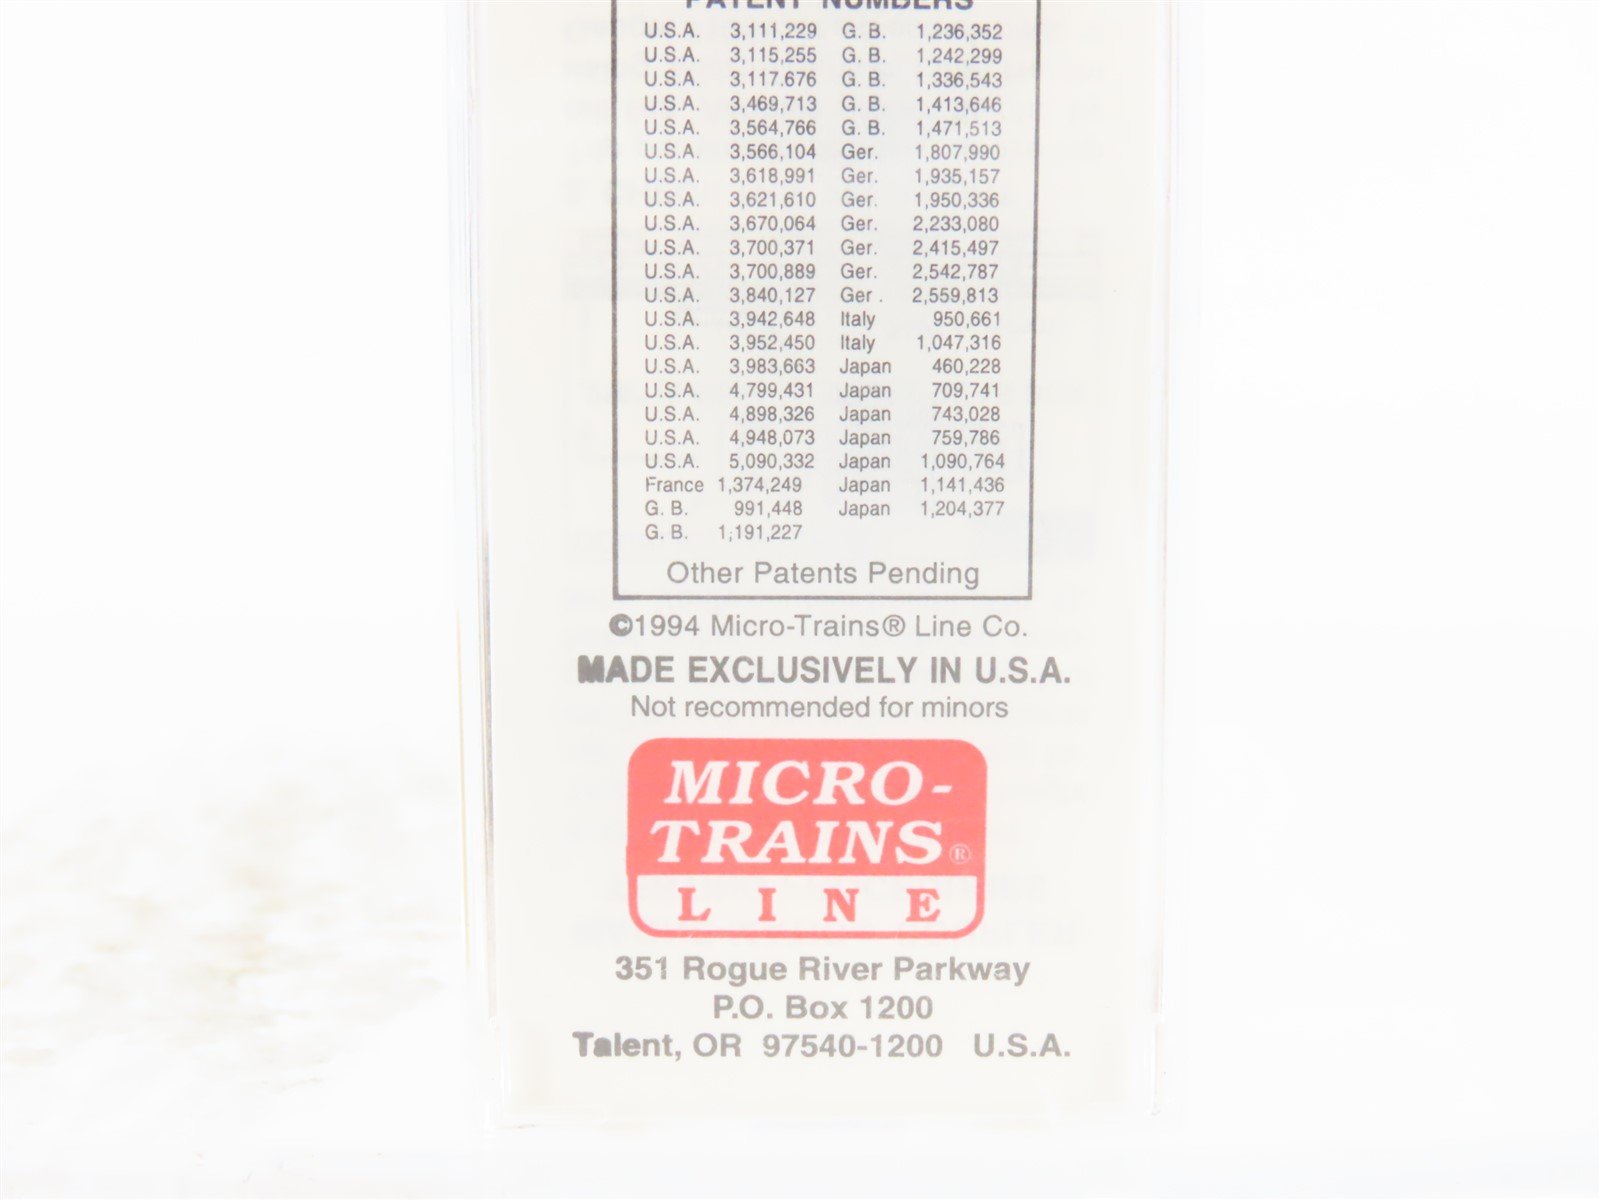 PATENT NUMBERS
U.S.A. 3,111,229 G. B. 1,236,352
U.S.A. 3,115,255 G. B. 1,242,299
U.S.A. 3,117.676 G. B. 1,336,543
U.S.A. 3,469,713 G. B. 1,413,646
U.S.A. 3,564,766 G. B. 1,471,513
U.S.A. 3,566,104 Ger. 1,807,990
U.S.A. 3,618,991 Ger. 1,935,157
U.S.A. 3,621,610 Ger. 1,950,336
U.S.A. 3,670,064 Ger. 2,233,080
U.S.A. 3,700,371 Ger. 2,415,497
U.S.A. 3,700,889 Ger. 2,542,787
U.S.A. 3,840,127 Ger . 2,559,813
U.S.A. 3,942,648 Italy 950,661
U.S.A. 3,952,450 Italy 1,047,316
U.S.A. 3,983,663 Japan 460,228
U.S.A. 4,799,431 Japan 709,741
U.S.A. 4,898,326 Japan 743,028
U.S.A. 4,948,073 Japan 759,786
U.S.A. 5,090,332 Japan 1,090,764
France 1,374,249 Japan 1,141,436
G. B. 991,448 Japan 1,204,377
G. B. 1,191,227
Other Patents Pending
©1994 Micro-Trains® Line Co.
MADE EXCLUSIVELY IN U.S.A.
Not recommended for minors
MICRO-
TRAINS®
LINE
351 Rogue River Parkway
P.O. Box 1200
Talent, OR 97540-1200 U.S.A.